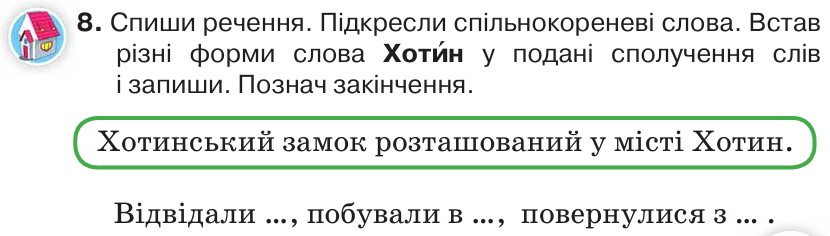 8. Спиши речення. Підкресли спільнокореневі слова. Встав
різні форми слова Хоти́н у подані сполучення слів
і запиши. Познач закінчення.
Хотинський замок розташований у місті Хотин.
Відвідали ..., побували в ..., повернулися з ... .